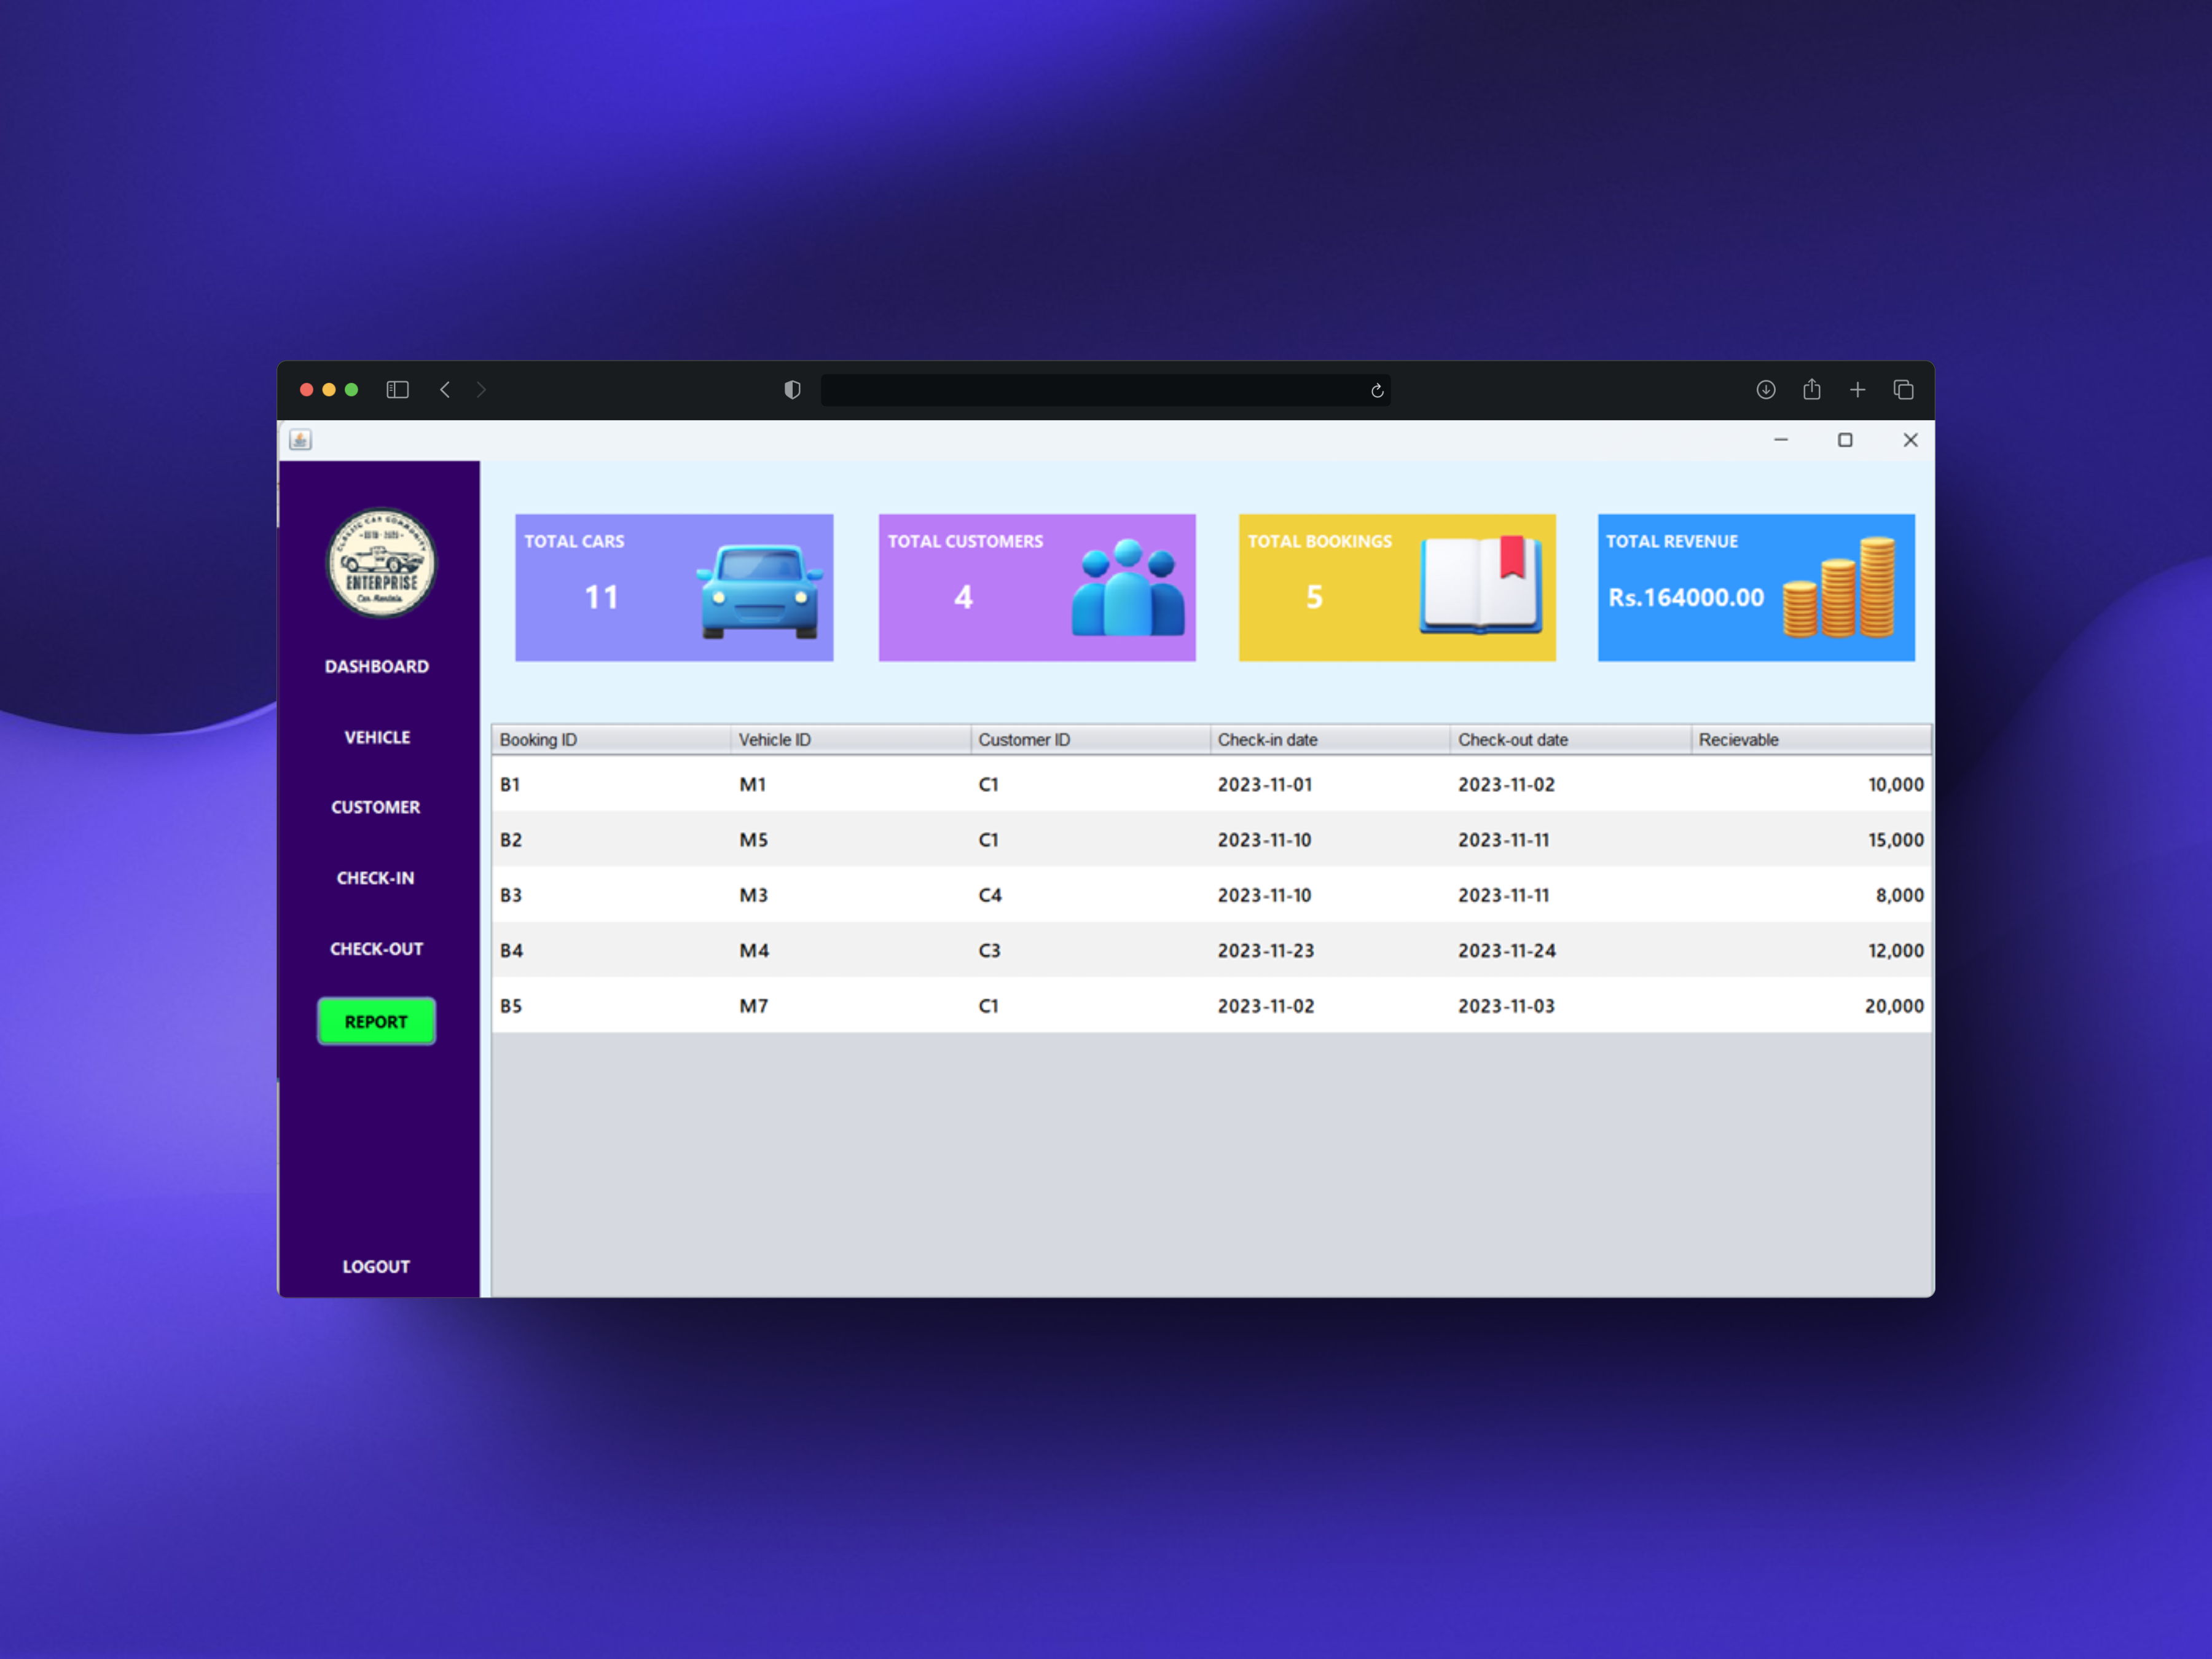 CLASSIC CAR COMMUNITY
ENTERPRISE
Car Rentals
DASHBOARD
VEHICLE
CUSTOMER
CHECK-IN
CHECK-OUT
REPORT
LOGOUT
TOTAL CARS
11
TOTAL CUSTOMERS
4
TOTAL BOOKINGS
5
TOTAL REVENUE
Rs.164000.00
Booking ID Vehicle ID Customer ID Check-in date Check-out date Recievable
B1 M1 C1 2023-11-01 2023-11-02 10,000
B2 M5 C1 2023-11-10 2023-11-11 15,000
B3 M3 C4 2023-11-10 2023-11-11 8,000
B4 M4 C3 2023-11-23 2023-11-24 12,000
B5 M7 C1 2023-11-02 2023-11-03 20,000